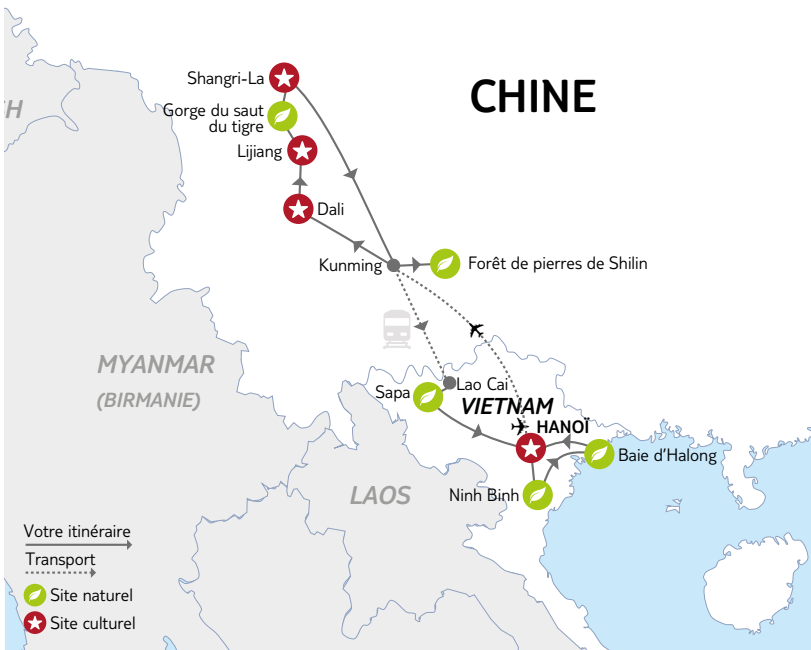 Shangri-La
CHINE
H
Gorge du saut
du tigre
Lijiang
Dali
Kunming
Forêt de pierres de Shilin
MYANMAR
(BIRMANIE)
Lao Cai
Sapa
VIETNAM
HANOÏ
Baie d'Halong
LAOS
Ninh Binh
Votre itinéraire
Transport
Site naturel
Site culturel